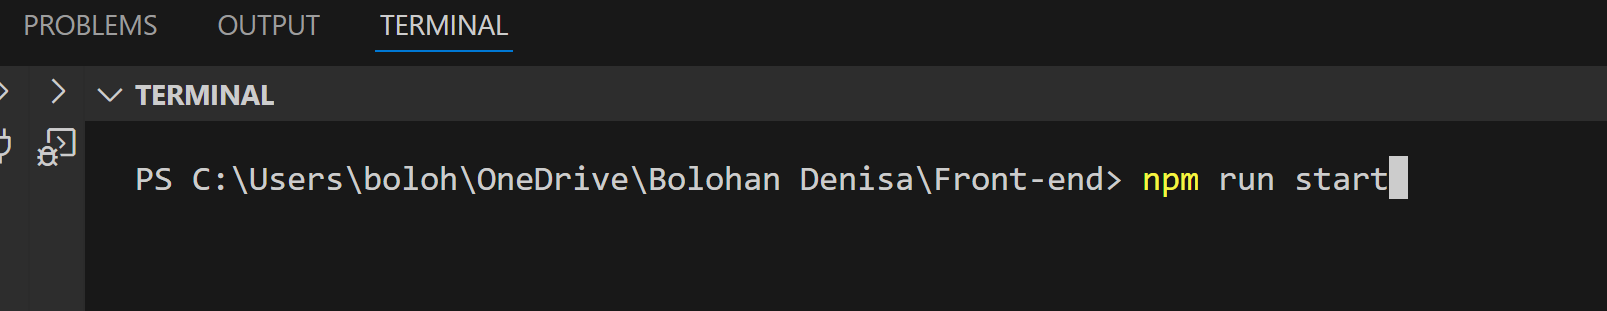 PROBLEMS OUTPUT TERMINAL
TERMINAL
PS C:\Users\boloh\OneDrive\Bolohan Denisa\Front-end> npm run start